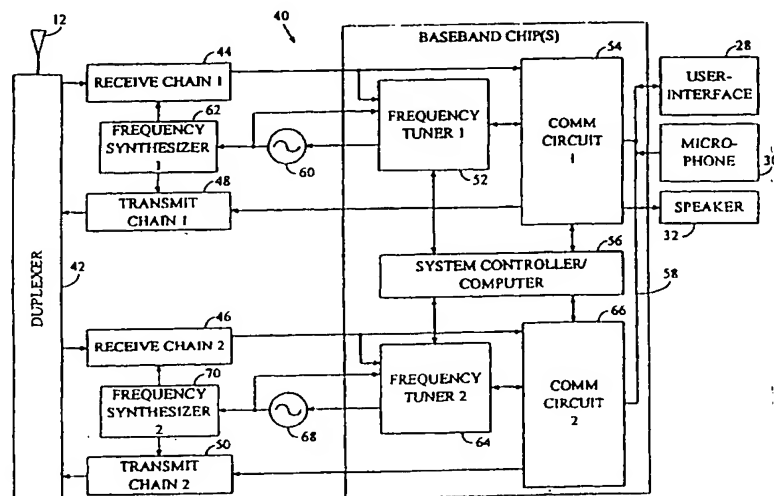 12
40
44
RECEIVE CHAIN 1
62
FREQUENCY
SYNTHESIZER
1
60
48
TRANSMIT CHAIN 1
DUPLEXER
42
46
RECEIVE CHAIN 2
70
FREQUENCY
SYNTHESIZER
2
68
50
TRANSMIT CHAIN 2
BASEBAND CHIP(S)
FREQUENCY
TUNER 1
52
54
COMM
CIRCUIT
1
56
SYSTEM CONTROLLER/
COMPUTER
58
FREQUENCY
TUNER 2
64
66
COMM
CIRCUIT
2
28
USER-
INTERFACE
MICRO-
PHONE
30
SPEAKER
32